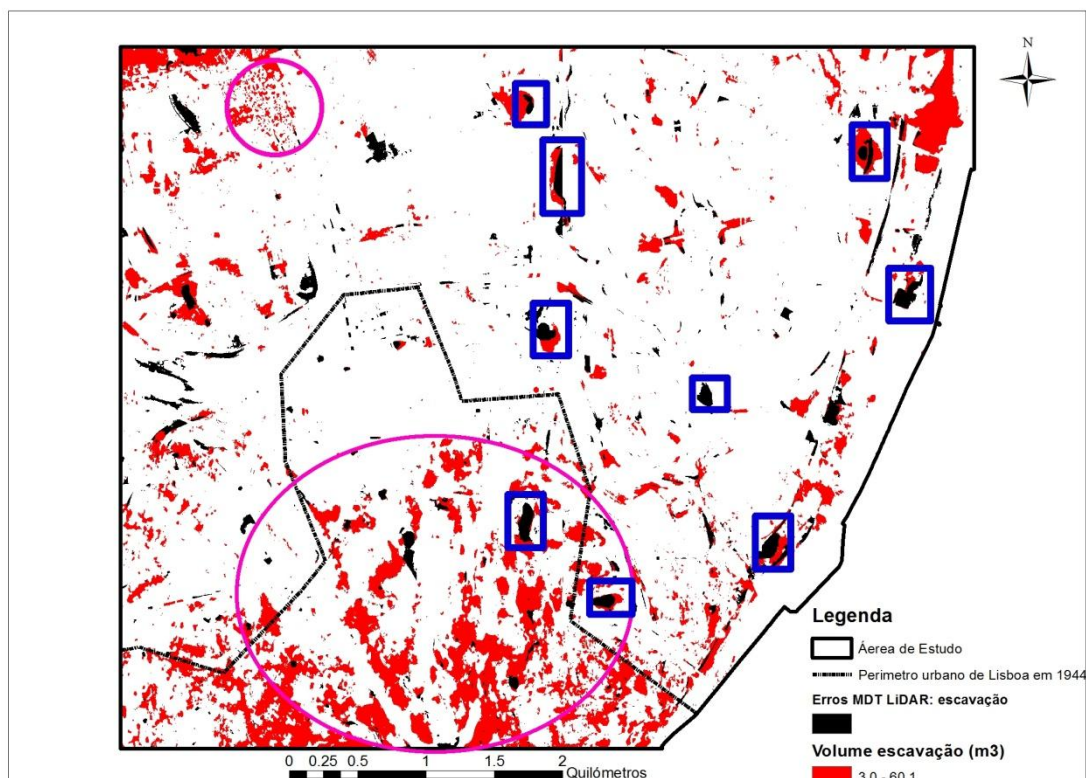 N
Legenda
Áerea de Estudo
Perimetro urbano de Lisboa em 1944
Erros MDT LiDAR: escavação
Volume escavação (m3)
3,0 - 60,1
0 0.25 0.5 1 1.5 2
Quilómetros